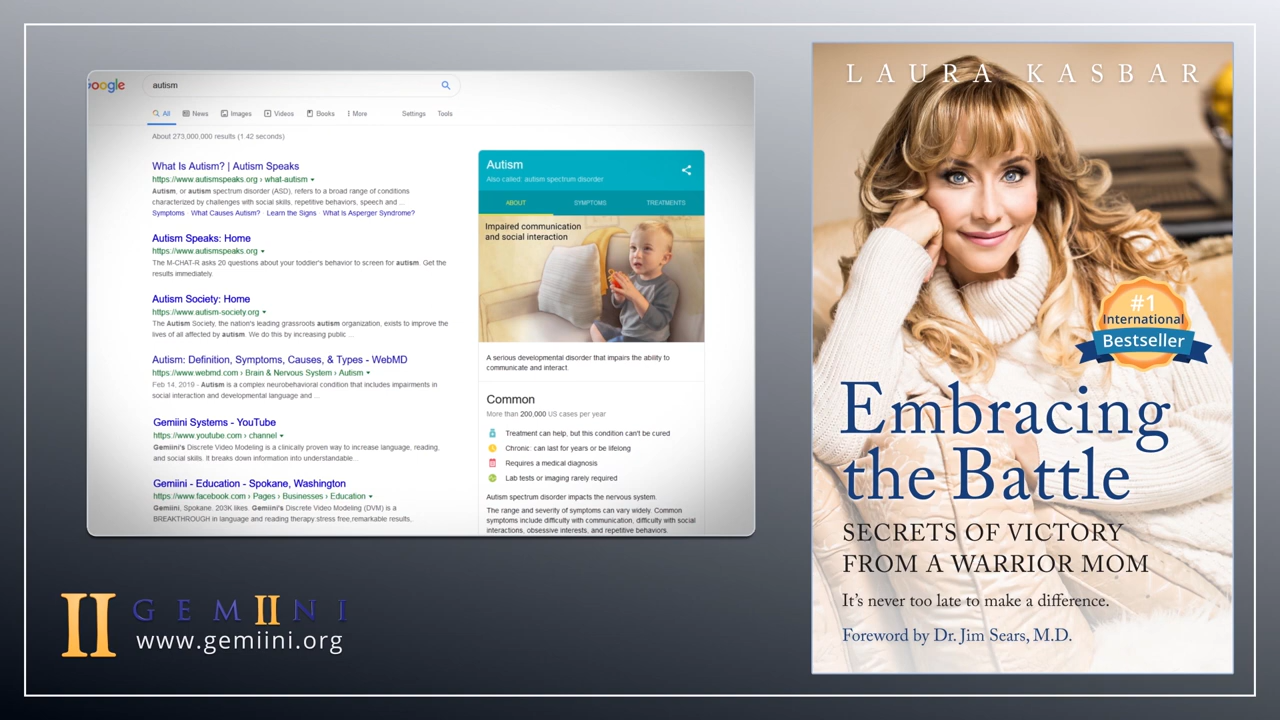 Google
autism
All News Images Videos Books More Settings Tools
About 273,000,000 results (1.42 seconds)
What Is Autism? | Autism Speaks
https://www.autismspeaks.org › what-autism
Autism, or autism spectrum disorder (ASD), refers to a broad range of conditions
characterized by challenges with social skills, repetitive behaviors, speech and ...
Symptoms What Causes Autism? Learn the Signs What Is Asperger Syndrome?
Autism Speaks: Home
https://www.autismspeaks.org
The M-CHAT-R asks 20 questions about your toddler's behavior to screen for autism. Get the
results immediately.
Autism Society: Home
https://www.autism-society.org
The Autism Society, the nation's leading grassroots autism organization, exists to improve the
lives of all affected by autism. We do this by increasing public ...
Autism: Definition, Symptoms, Causes, & Types - WebMD
https://www.webmd.com › Brain & Nervous System › Autism
Feb 14, 2019 - Autism is a complex neurobehavioral condition that includes impairments in
social interaction and developmental language and ...
Gemiini Systems - YouTube
https://www.youtube.com › channel
Gemiini's Discrete Video Modeling is a clinically proven way to increase language, reading,
and social skills. It breaks down information into understandable...
Gemiini - Education - Spokane, Washington
https://www.facebook.com › Pages › Businesses › Education
Gemiini, Spokane. 203K likes. Gemini's Discrete Video Modeling (DVM) is a
BREAKTHROUGH in language and reading therapy:stress free,remarkable results,
Autism
Also called: autism spectrum disorder
ABOUT SYMPTOMS TREATMENTS
Impaired communication
and social interaction
A serious developmental disorder that impairs the ability to
communicate and interact.
Common
More than 200,000 US cases per year
Treatment can help, but this condition can't be cured
Chronic: can last for years or be lifelong
Requires a medical diagnosis
Lab tests or imaging rarely required
Autism spectrum disorder impacts the nervous system.
The range and severity of symptoms can vary widely. Common
symptoms include difficulty with communication, difficulty with social
interactions, obsessive interests, and repetitive behaviors.
II GEMIINI
www.gemiini.org
LAURA KASBAR
#1
International
Bestseller
Embracing
the Battle
SECRETS OF VICTORY
FROM A WARRIOR MOM
It's never too late to make a difference.
Foreword by Dr. Jim Sears, M.D.